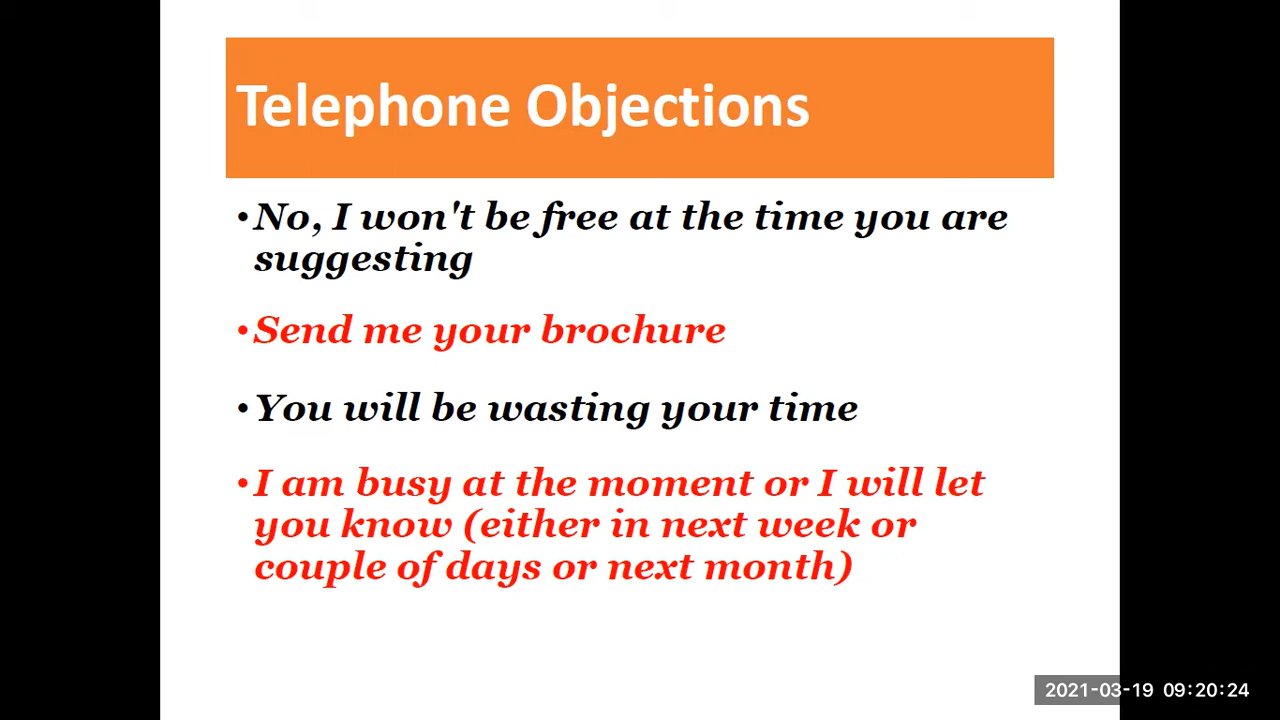 Telephone Objections
•No, I won't be free at the time you are
suggesting
•Send me your brochure
•You will be wasting your time
•I am busy at the moment or I will let
you know (either in next week or
couple of days or next month)
2021-03-19 09:20:24